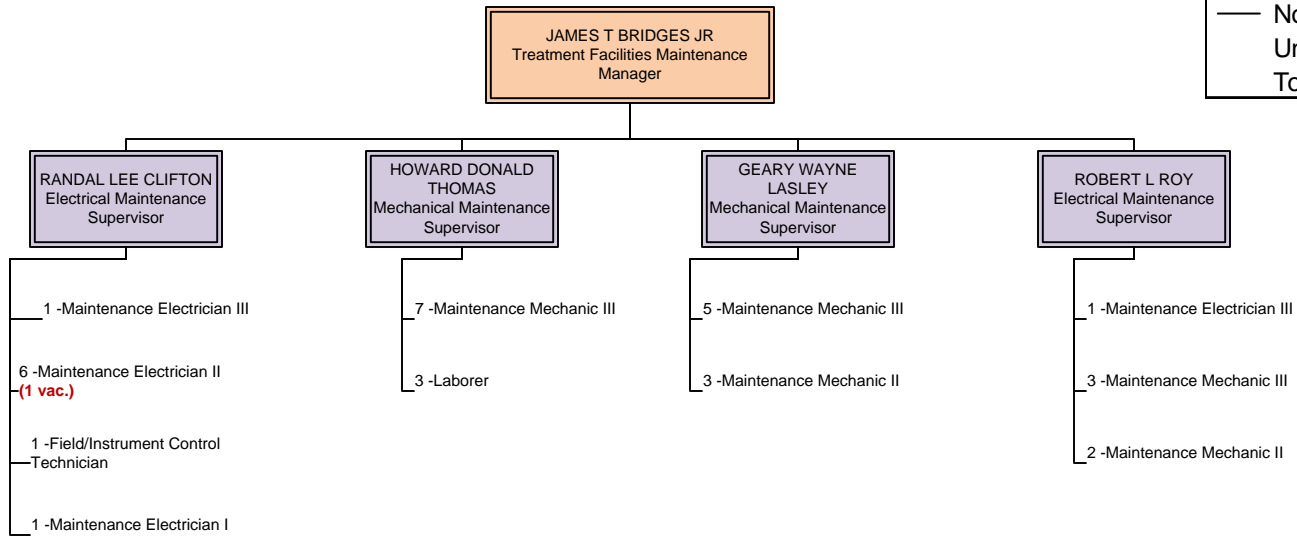 JAMES T BRIDGES JR
Treatment Facilities Maintenance
Manager
RANDAL LEE CLIFTON
Electrical Maintenance
Supervisor
1 -Maintenance Electrician III
6 -Maintenance Electrician II
(1 vac.)
1 -Field/Instrument Control
Technician
1 -Maintenance Electrician I
HOWARD DONALD
THOMAS
Mechanical Maintenance
Supervisor
7 -Maintenance Mechanic III
3 -Laborer
GEARY WAYNE
LASLEY
Mechanical Maintenance
Supervisor
5 -Maintenance Mechanic III
3 -Maintenance Mechanic II
ROBERT L ROY
Electrical Maintenance
Supervisor
1 -Maintenance Electrician III
3 -Maintenance Mechanic III
2 -Maintenance Mechanic II